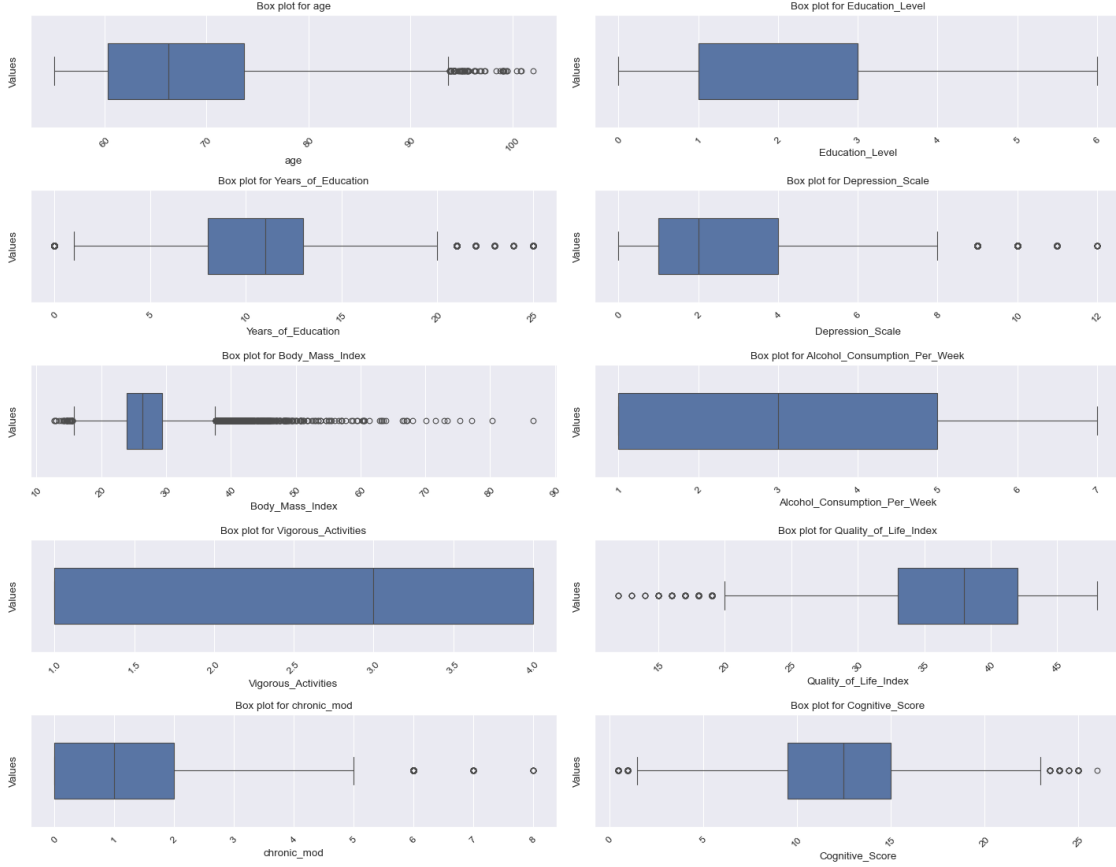 Box plot for age
Values
60 70 80 90 100
age
Box plot for Education_Level
Values
0 1 2 3 4 5 6
Education_Level
Box plot for Years_of_Education
Values
0 5 10 15 20 25
Years_of_Education
Box plot for Depression_Scale
Values
0 2 4 6 8 10 12
Depression_Scale
Box plot for Body_Mass_Index
Values
10 20 30 40 50 60 70 80 90
Body_Mass_Index
Box plot for Alcohol_Consumption_Per_Week
Values
1 2 3 4 5 6 7
Alcohol_Consumption_Per_Week
Box plot for Vigorous_Activities
Values
1.0 1.5 2.0 2.5 3.0 3.5 4.0
Vigorous_Activities
Box plot for Quality_of_Life_Index
Values
15 20 25 30 35 40 45
Quality_of_Life_Index
Box plot for chronic_mod
Values
0 1 2 3 4 5 6 7 8
chronic_mod
Box plot for Cognitive_Score
Values
0 5 10 15 20 25
Cognitive_Score